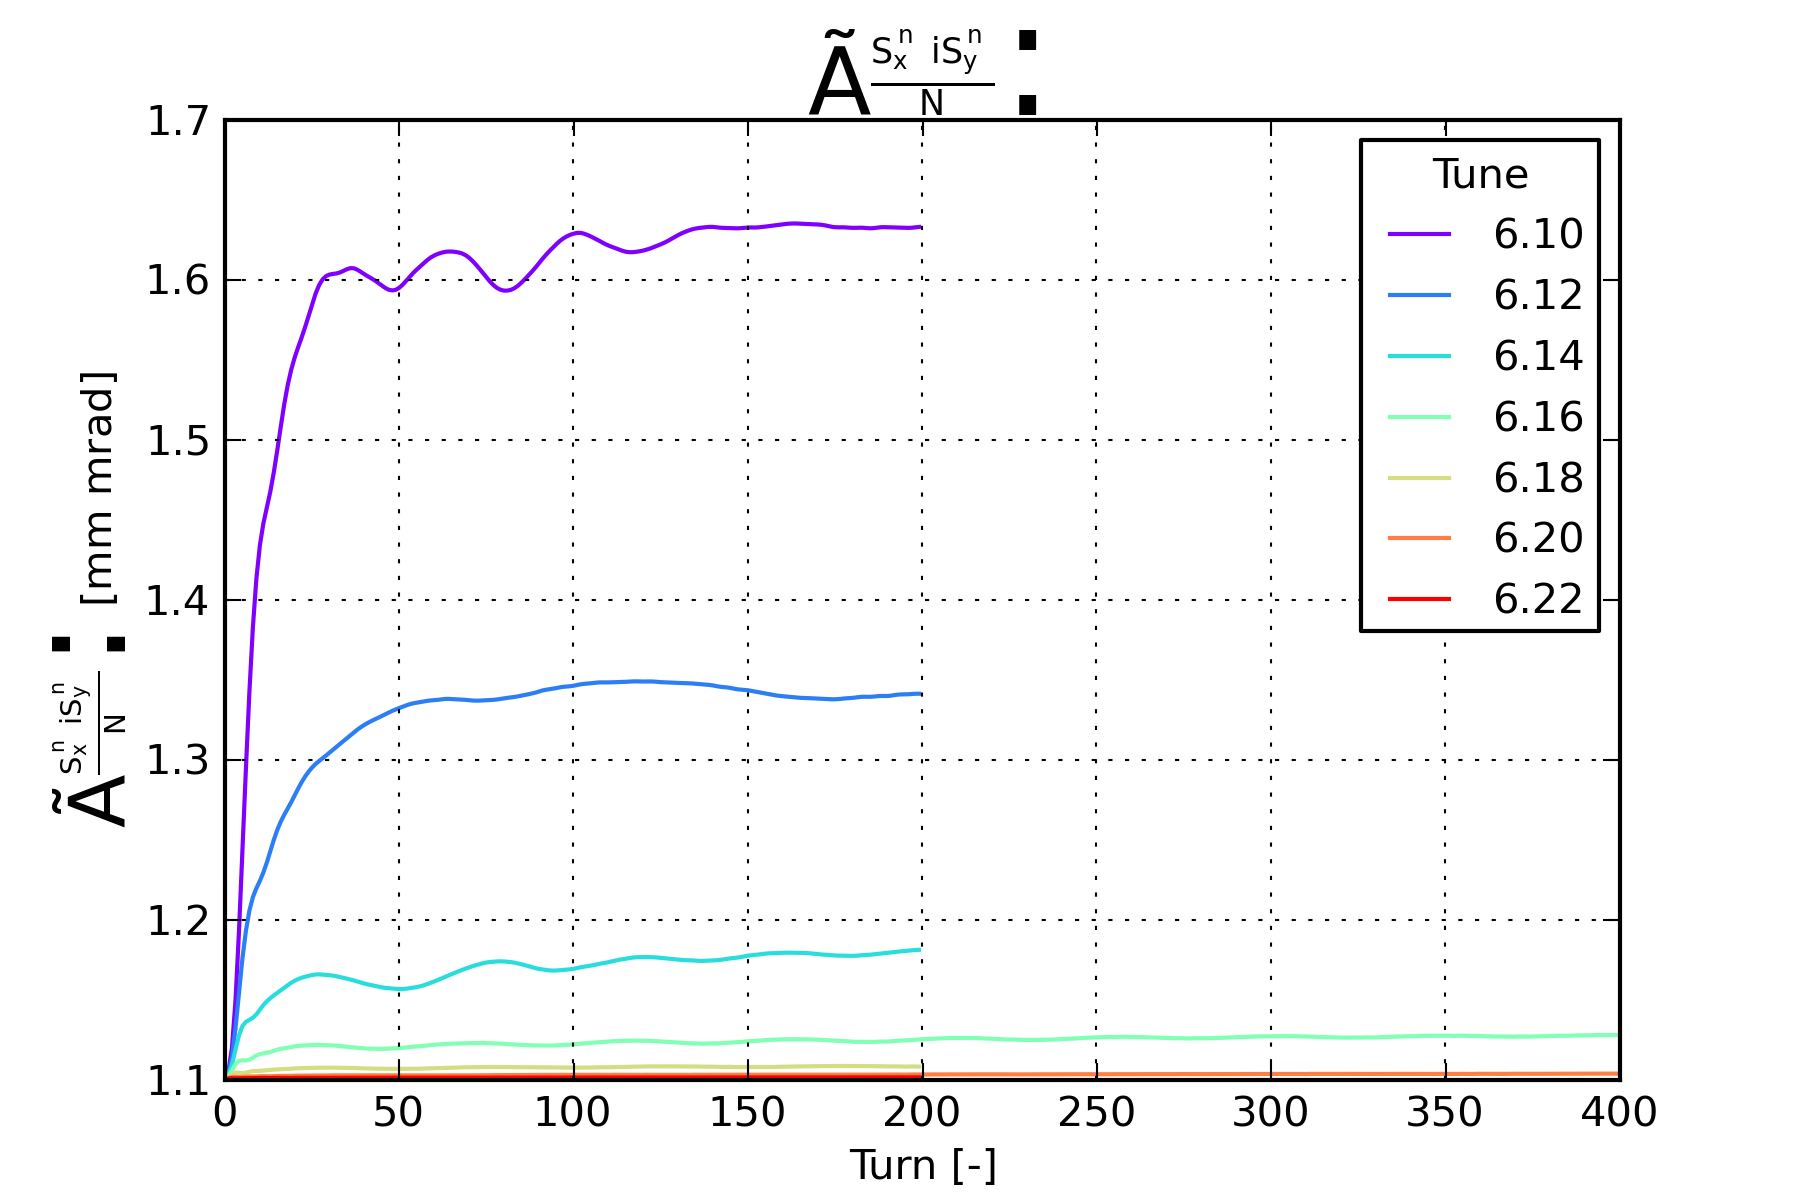 Ã S_x^n iS_y^n / N :
1.7
1.6
1.5
1.4
1.3
1.2
1.1
Ã S_x^n iS_y^n / N : [mm mrad]
Tune
6.10
6.12
6.14
6.16
6.18
6.20
6.22
0 50 100 150 200 250 300 350 400
Turn [-]